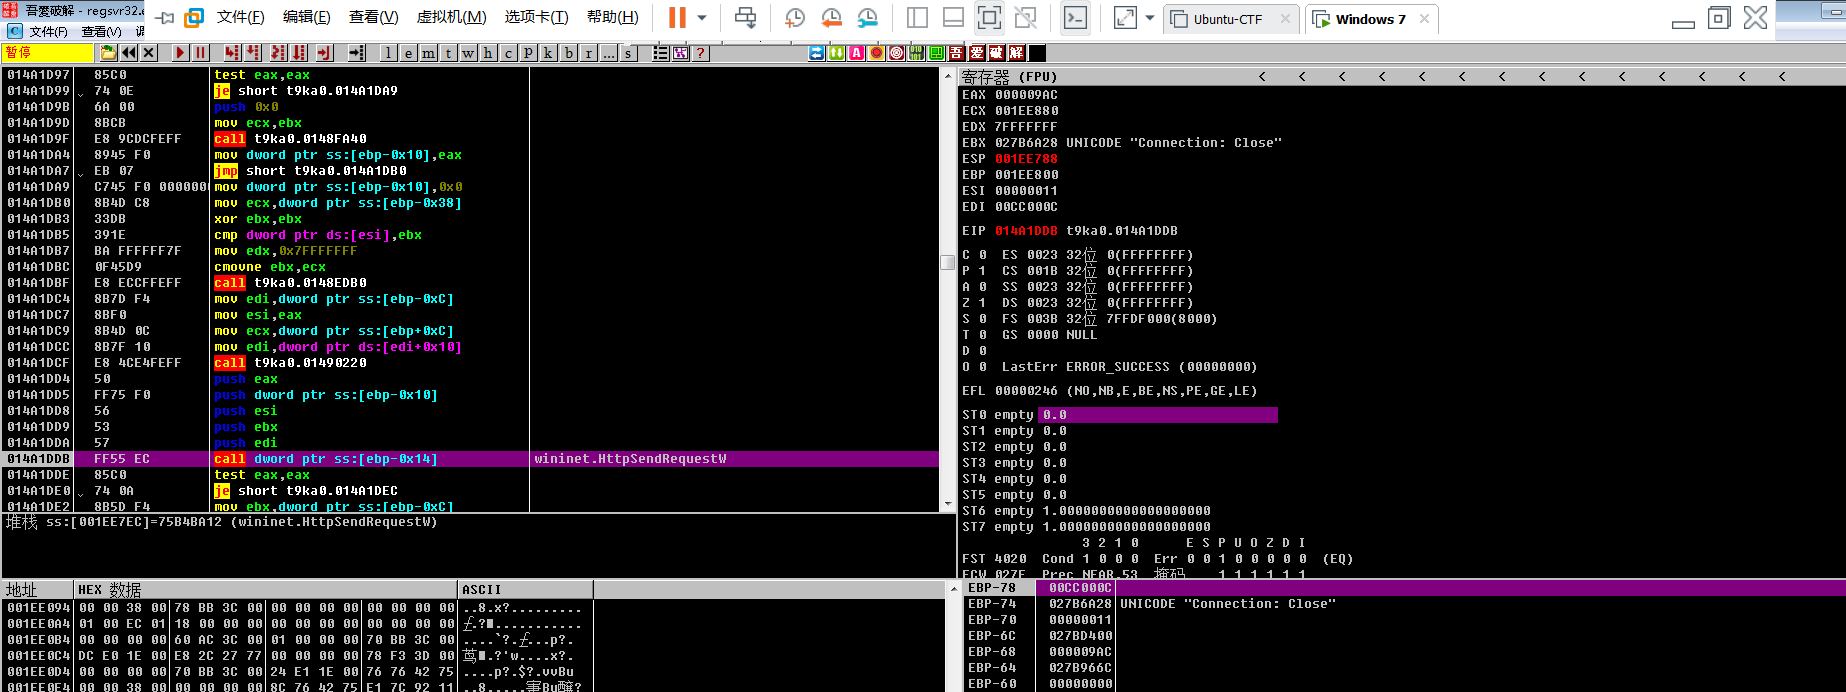 吾爱破解 - regsvr32.e
文件(F) 编辑(E) 查看(V) 虚拟机(M) 选项卡(T) 帮助(H)
Ubuntu-CTF
Windows 7
文件(F) 查看(V)
暂停
l e m t w h c p k b r ... s
吾 爱 破 解
014A1D97 85C0 test eax,eax
014A1D99 74 0E je short t9ka0.014A1DA9
014A1D9B 6A 00 push 0x0
014A1D9D 8BCB mov ecx,ebx
014A1D9F E8 9CDCFEFF call t9ka0.0148FA40
014A1DA4 8945 F0 mov dword ptr ss:[ebp-0x10],eax
014A1DA7 EB 07 jmp short t9ka0.014A1DB0
014A1DA9 C745 F0 0000000 mov dword ptr ss:[ebp-0x10],0x0
014A1DB0 8B4D C8 mov ecx,dword ptr ss:[ebp-0x38]
014A1DB3 33DB xor ebx,ebx
014A1DB5 391E cmp dword ptr ds:[esi],ebx
014A1DB7 BA FFFFFF7F mov edx,0x7FFFFFFF
014A1DBC 0F45D9 cmovne ebx,ecx
014A1DBF E8 ECCFFEFF call t9ka0.0148EDB0
014A1DC4 8B7D F4 mov edi,dword ptr ss:[ebp-0xC]
014A1DC7 8BF0 mov esi,eax
014A1DC9 8B4D 0C mov ecx,dword ptr ss:[ebp+0xC]
014A1DCC 8B7F 10 mov edi,dword ptr ds:[edi+0x10]
014A1DCF E8 4CE4FEFF call t9ka0.01490220
014A1DD4 50 push eax
014A1DD5 FF75 F0 push dword ptr ss:[ebp-0x10]
014A1DD8 56 push esi
014A1DD9 53 push ebx
014A1DDA 57 push edi
014A1DDB FF55 EC call dword ptr ss:[ebp-0x14] wininet.HttpSendRequestW
014A1DDE 85C0 test eax,eax
014A1DE0 74 0A je short t9ka0.014A1DEC
014A1DE2 8B5D F4 mov ebx,dword ptr ss:[ebp-0xC]
堆栈 ss:[001EE7EC]=75B4BA12 (wininet.HttpSendRequestW)
寄存器 (FPU) < < < < < < < < < < < < < <
EAX 000009AC
ECX 001EE880
EDX 7FFFFFFF
EBX 027B6A28 UNICODE "Connection: Close"
ESP 001EE788
EBP 001EE800
ESI 00000011
EDI 00CC000C
EIP 014A1DDB t9ka0.014A1DDB
C 0 ES 0023 32位 0(FFFFFFFF)
P 1 CS 001B 32位 0(FFFFFFFF)
A 0 SS 0023 32位 0(FFFFFFFF)
Z 1 DS 0023 32位 0(FFFFFFFF)
S 0 FS 003B 32位 7FFDF000(8000)
T 0 GS 0000 NULL
D 0
O 0 LastErr ERROR_SUCCESS (00000000)
EFL 00000246 (NO,NB,E,BE,NS,PE,GE,LE)
ST0 empty 0.0
ST1 empty 0.0
ST2 empty 0.0
ST3 empty 0.0
ST4 empty 0.0
ST5 empty 0.0
ST6 empty 1.0000000000000000000
ST7 empty 1.0000000000000000000
3 2 1 0 E S P U O Z D I
FST 4020 Cond 1 0 0 0 Err 0 0 1 0 0 0 0 0 (EQ)
FCW 027F Prec NEAR,53 掩码 1 1 1 1 1 1
地址 HEX 数据 ASCII
001EE094 00 00 38 00 78 BB 3C 00 00 00 00 00 00 00 00 00 ..8.x?.........
001EE0A4 01 00 EC 01 18 00 00 00 00 00 00 00 00 00 00 00
001EE0B4 00 00 00 00 60 AC 3C 00 01 00 00 00 70 BB 3C 00
001EE0C4 DC E0 1E 00 E8 2C 27 77 00 00 00 00 78 F3 3D 00
001EE0D4 00 00 00 00 70 BB 3C 00 24 E1 1E 00 76 76 42 75 ....p?.$?.vvBu
001EE0E4 00 00 38 00 00 00 00 00 8C 76 42 75 E1 7C 92 11
EBP-78 00CC000C
EBP-74 027B6A28 UNICODE "Connection: Close"
EBP-70 00000011
EBP-6C 027BD400
EBP-68 000009AC
EBP-64 027B966C
EBP-60 00000000